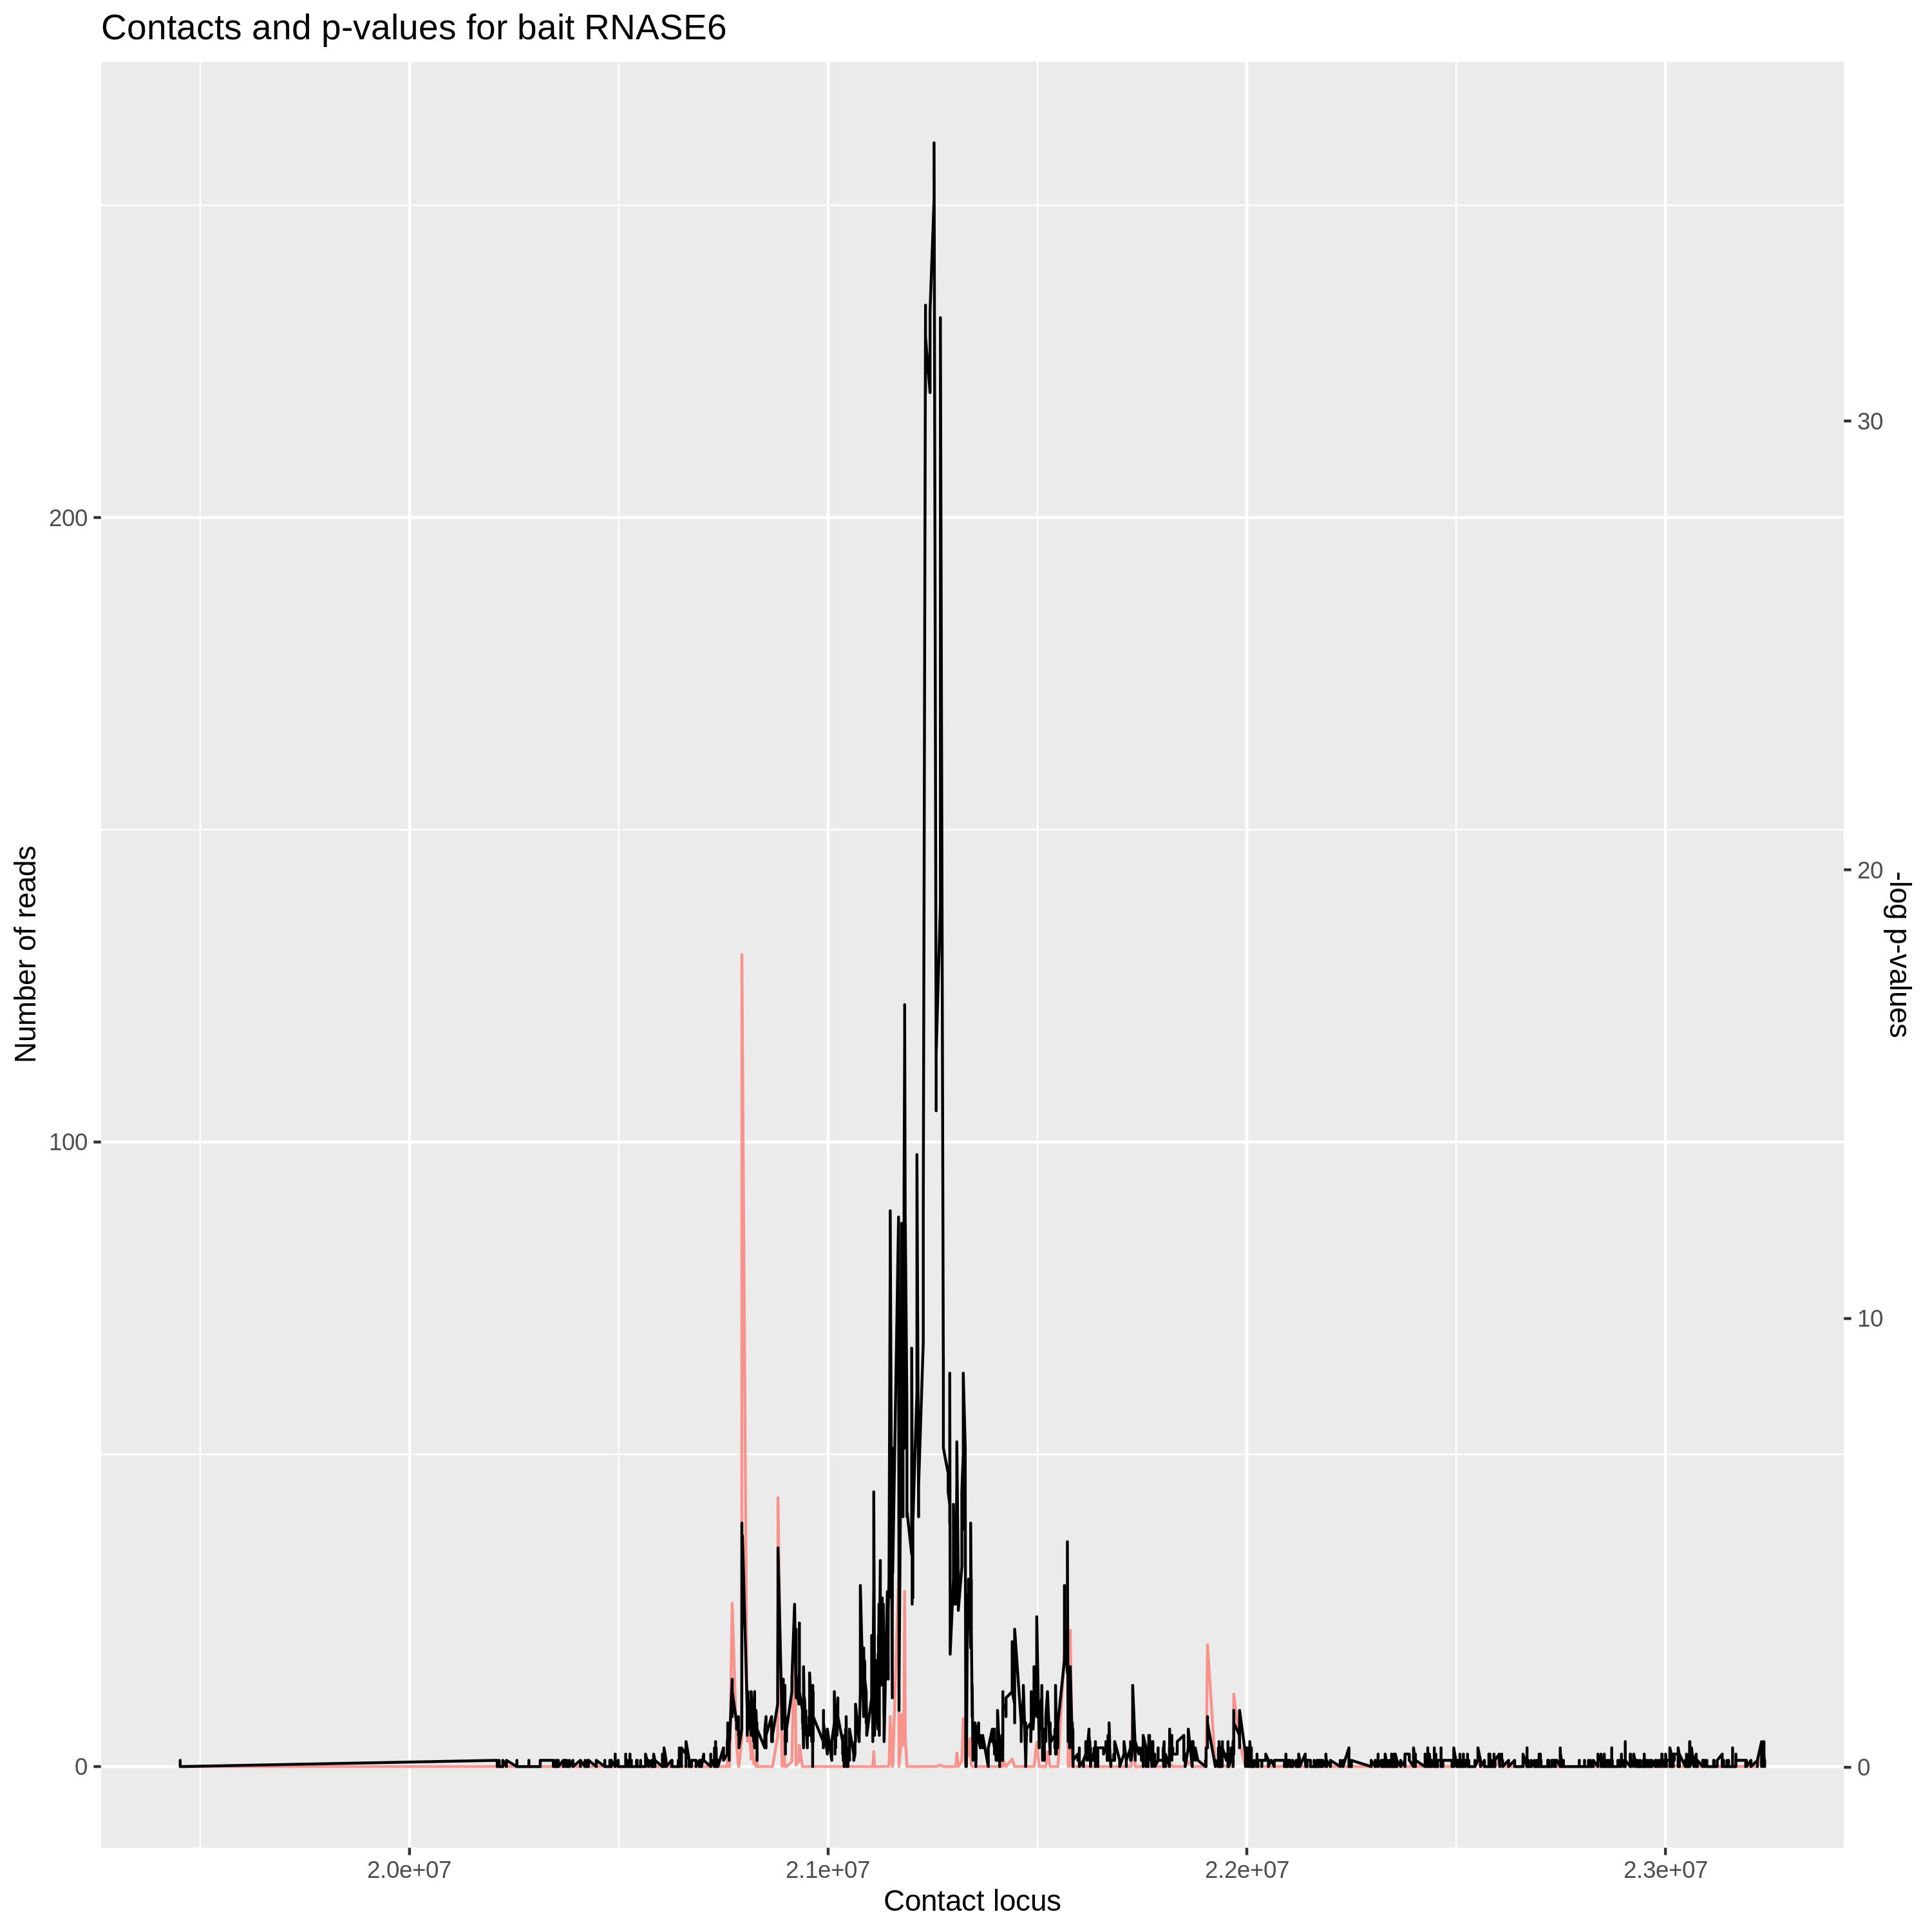 Contacts and p-values for bait RNASE6
Number of reads
200
100
0
30
20
10
0
-log p-values
2.0e+07 2.1e+07 2.2e+07 2.3e+07
Contact locus